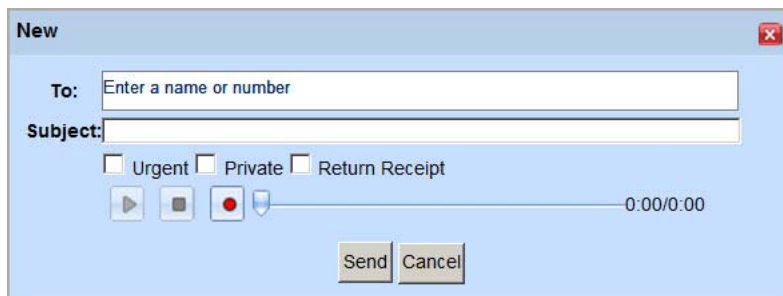 New
To: Enter a name or number
Subject:
Urgent Private Return Receipt
0:00/0:00
Send Cancel